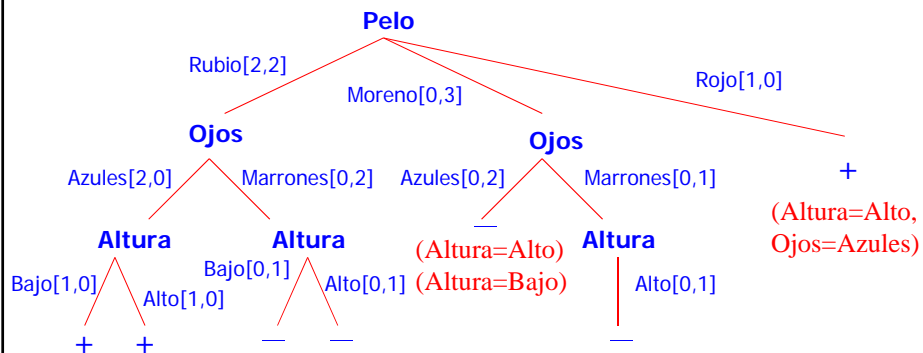 Pelo
Rubio[2,2]
Moreno[0,3]
Rojo[1,0]
Ojos
Ojos
Azules[2,0]
Marrones[0,2]
Azules[0,2]
Marrones[0,1]
+
(Altura=Alto,
Ojos=Azules)
Altura
Altura
—
(Altura=Alto)
(Altura=Bajo)
Altura
Bajo[1,0]
Alto[1,0]
Bajo[0,1]
Alto[0,1]
Alto[0,1]
+
+
—
—
—